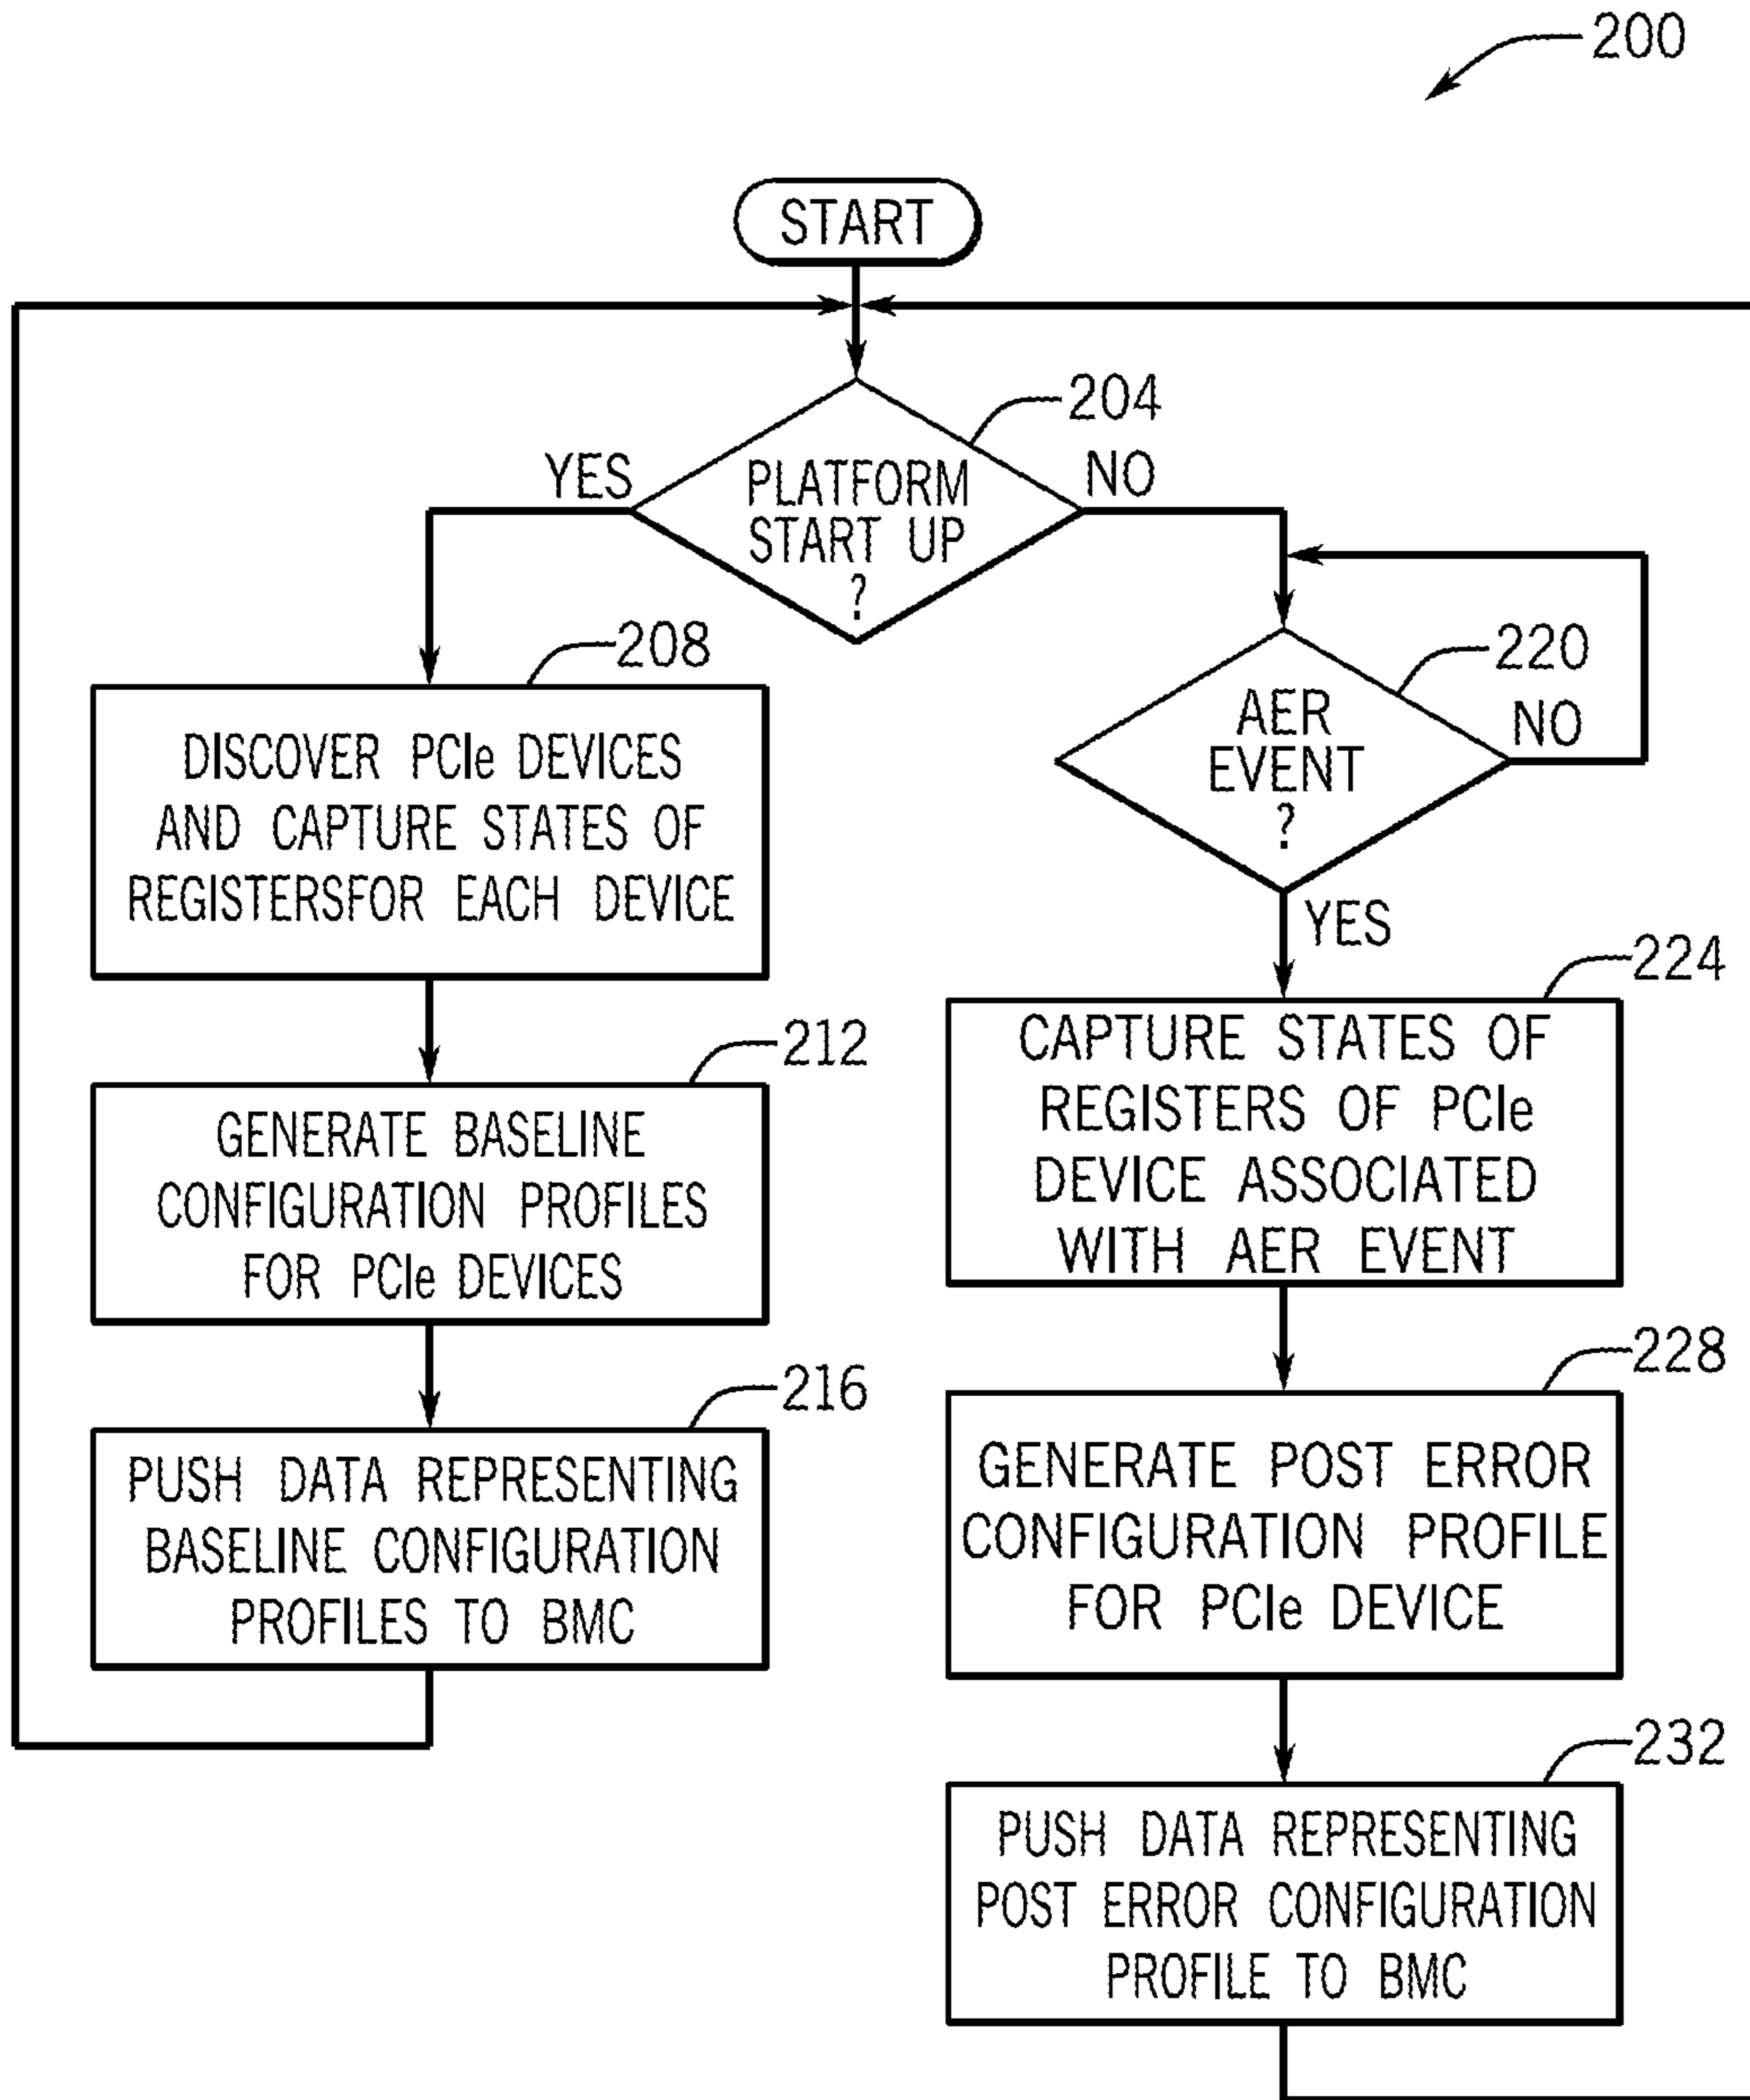 200
START
204
YES
NO
PLATFORM
START UP
?
208
DISCOVER PCIe DEVICES
AND CAPTURE STATES OF
REGISTERSFOR EACH DEVICE
212
GENERATE BASELINE
CONFIGURATION PROFILES
FOR PCIe DEVICES
216
PUSH DATA REPRESENTING
BASELINE CONFIGURATION
PROFILES TO BMC
220
AER
EVENT
?
NO
YES
224
CAPTURE STATES OF
REGISTERS OF PCIe
DEVICE ASSOCIATED
WITH AER EVENT
228
GENERATE POST ERROR
CONFIGURATION PROFILE
FOR PCIe DEVICE
232
PUSH DATA REPRESENTING
POST ERROR CONFIGURATION
PROFILE TO BMC